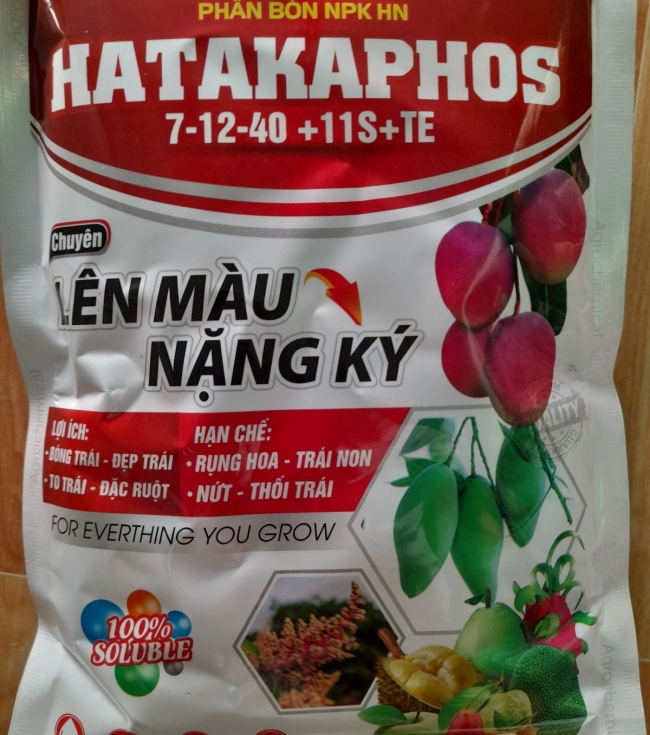 PHÂN BÓN NPK HN
HATAKAPHOS
7-12-40 +11S+TE
Chuyên
LÊN MÀU
NẶNG KÝ
LỢI ÍCH:
• BÓNG TRÁI - ĐẸP TRÁI
• TO TRÁI - ĐẶC RUỘT
HẠN CHẾ:
• RỤNG HOA - TRÁI NON
• NỨT - THỐI TRÁI
FOR EVERTHING YOU GROW
100%
SOLUBLE